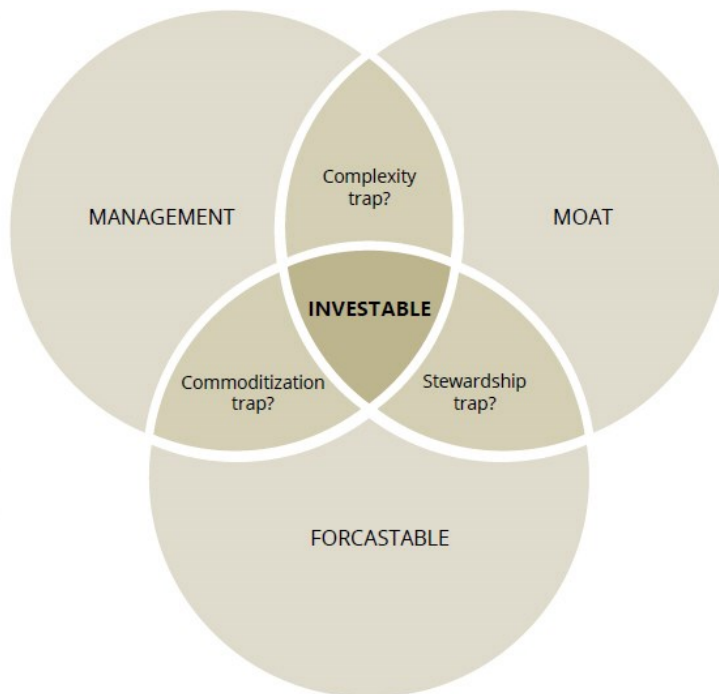 Complexity
trap?
MANAGEMENT
MOAT
INVESTABLE
Commoditization
trap?
Stewardship
trap?
FORCASTABLE